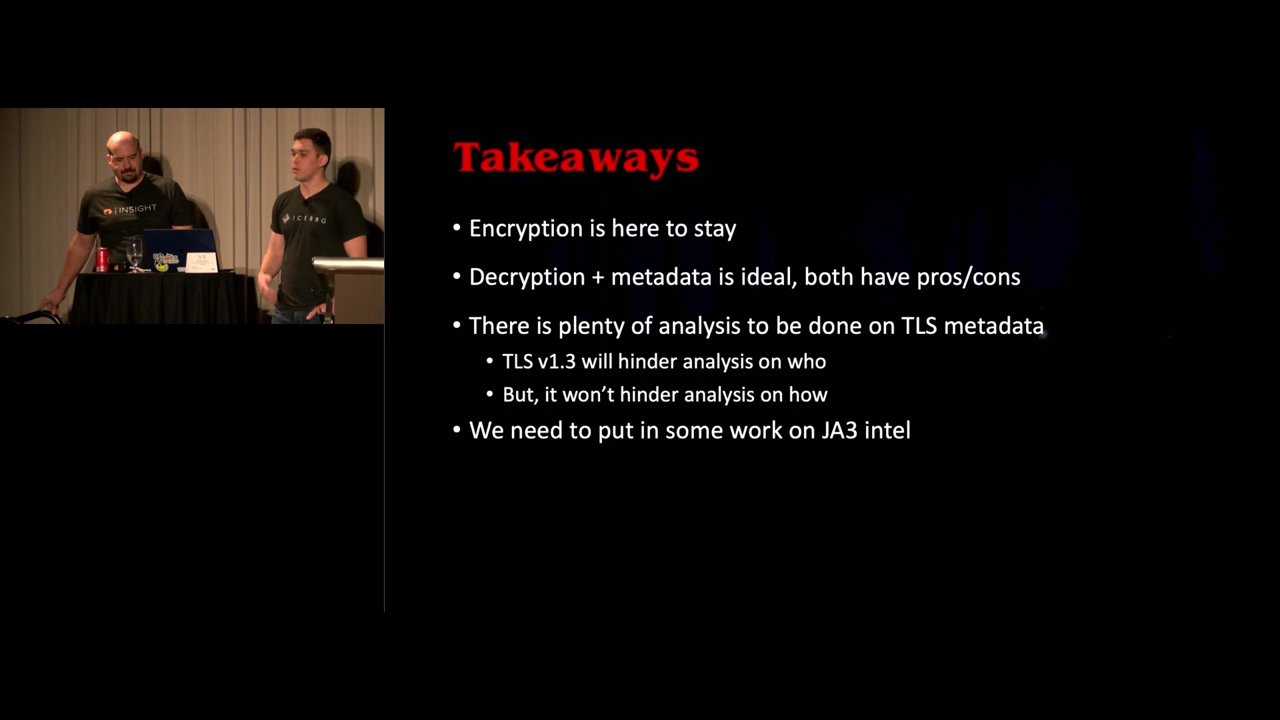 INSIGHT
ICEBRG
Takeaways
• Encryption is here to stay
• Decryption + metadata is ideal, both have pros/cons
• There is plenty of analysis to be done on TLS metadata
• TLS v1.3 will hinder analysis on who
• But, it won’t hinder analysis on how
• We need to put in some work on JA3 intel